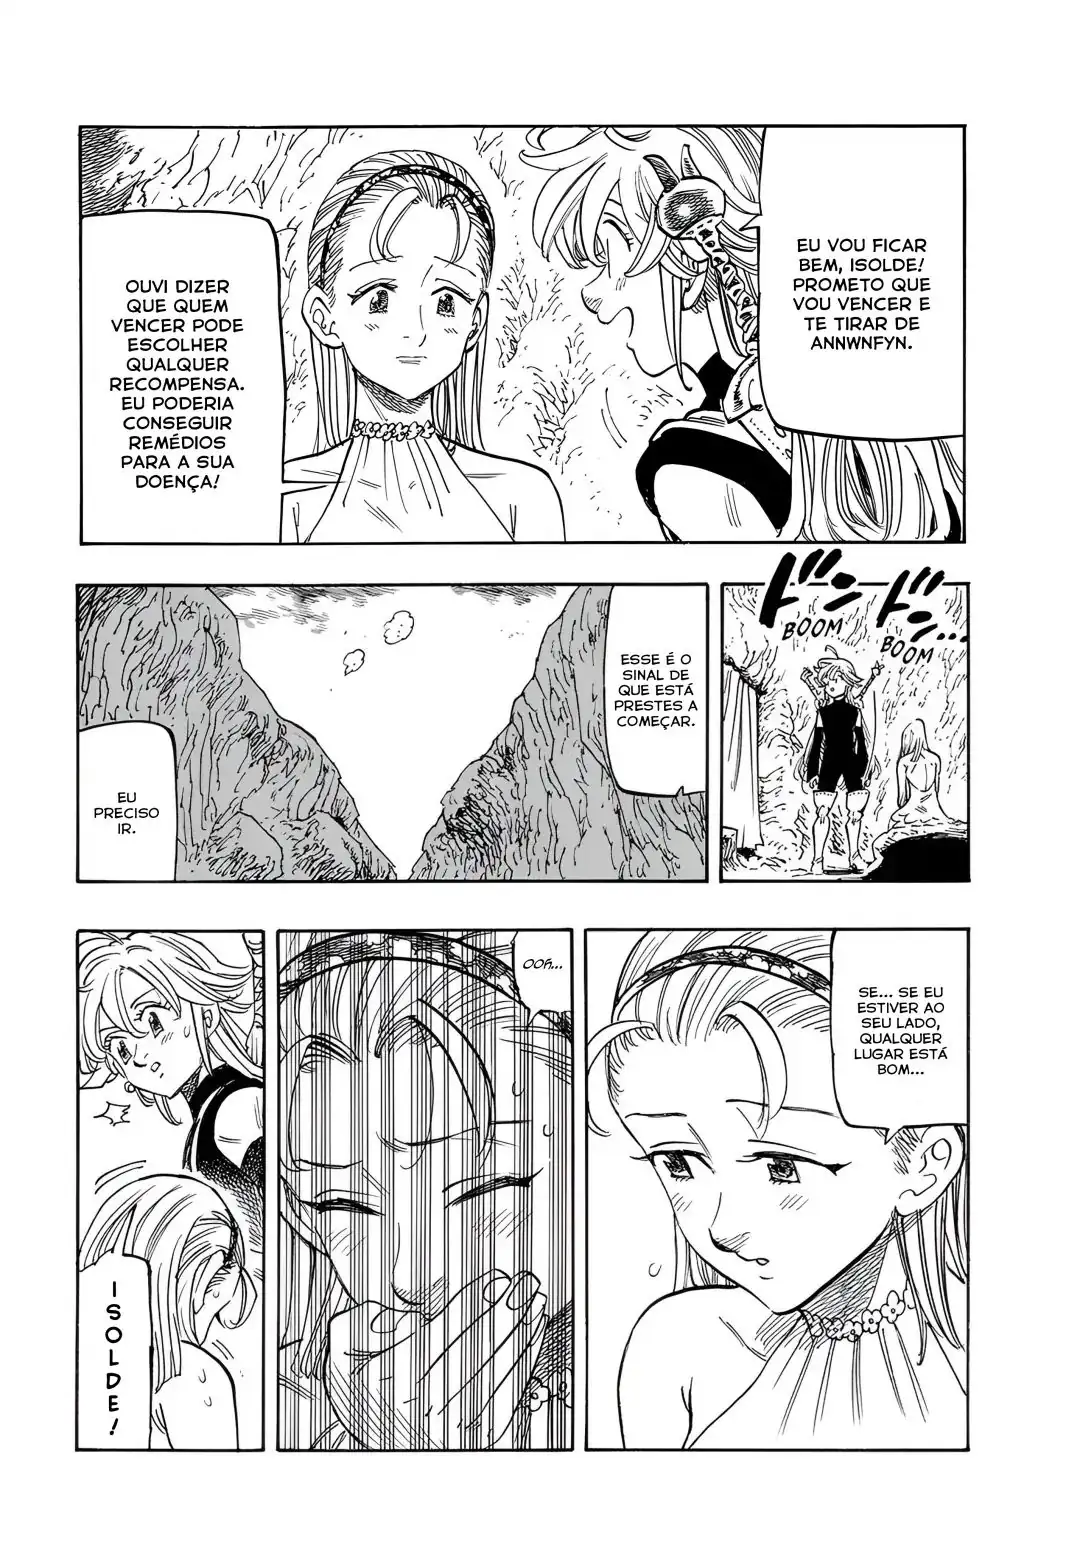 EU VOU FICAR
BEM, ISOLDE!
PROMETO QUE
VOU VENCER E
TE TIRAR DE
ANNWNFYN.
OUVI DIZER
QUE QUEM
VENCER PODE
ESCOLHER
QUALQUER
RECOMPENSA.
EU PODERIA
CONSEGUIR
REMÉDIOS
PARA A SUA
DOENÇA!
ドン
BOOM
ドン...
BOOM
ESSE É O
SINAL DE
QUE ESTÁ
PRESTES A
COMEÇAR.
EU
PRECISO
IR.
SE... SE EU
ESTIVER AO
SEU LADO,
QUALQUER
LUGAR ESTÁ
BOM...
OOH...
ISOLDE!